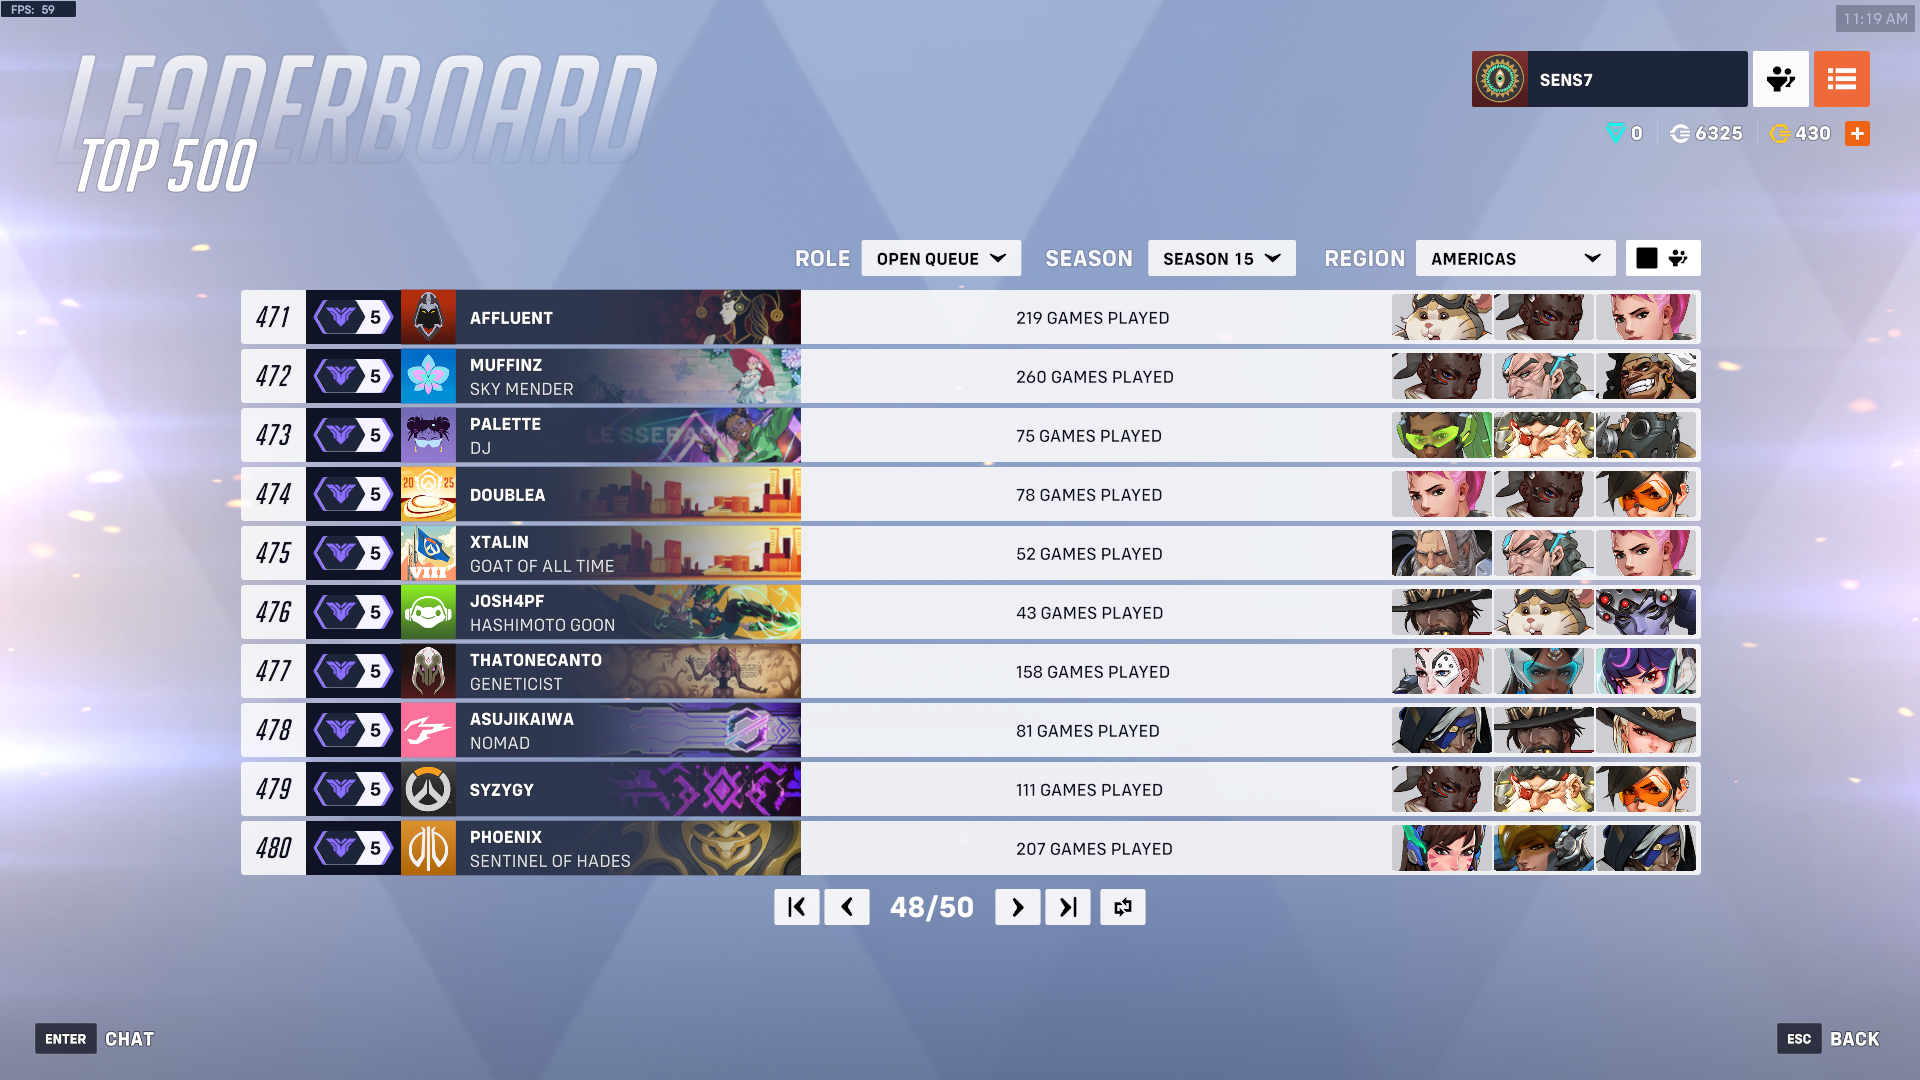 FPS: 59
11:19 AM
LEADERBOARD
TOP 500
SENS7
0
6325
430
ROLE
OPEN QUEUE
SEASON
SEASON 15
REGION
AMERICAS
471 5 AFFLUENT 219 GAMES PLAYED
472 5 MUFFINZ 260 GAMES PLAYED
SKY MENDER
473 5 PALETTE 75 GAMES PLAYED
DJ
LE SSERAF
474 5 20 25 DOUBLEA 78 GAMES PLAYED
475 5 VIII XTALIN 52 GAMES PLAYED
GOAT OF ALL TIME
476 5 JOSH4PF 43 GAMES PLAYED
HASHIMOTO GOON
477 5 THATONECANTO 158 GAMES PLAYED
GENETICIST
478 5 ASUJIKAIWA 81 GAMES PLAYED
NOMAD
479 5 SYZYGY 111 GAMES PLAYED
480 5 PHOENIX 207 GAMES PLAYED
SENTINEL OF HADES
48/50
ENTER CHAT
ESC BACK